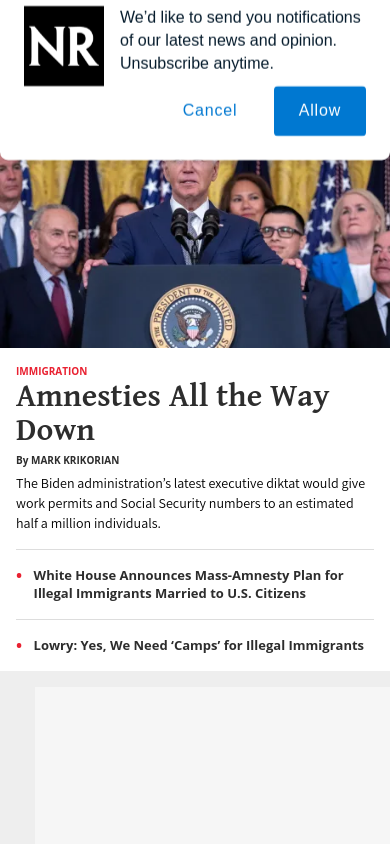 NR
We’d like to send you notifications
of our latest news and opinion.
Unsubscribe anytime.
Cancel
Allow
PRESIDENT OF THE UNITED
IMMIGRATION
Amnesties All the Way
Down
By MARK KRIKORIAN
The Biden administration’s latest executive diktat would give
work permits and Social Security numbers to an estimated
half a million individuals.
White House Announces Mass-Amnesty Plan for
Illegal Immigrants Married to U.S. Citizens
Lowry: Yes, We Need ‘Camps’ for Illegal Immigrants